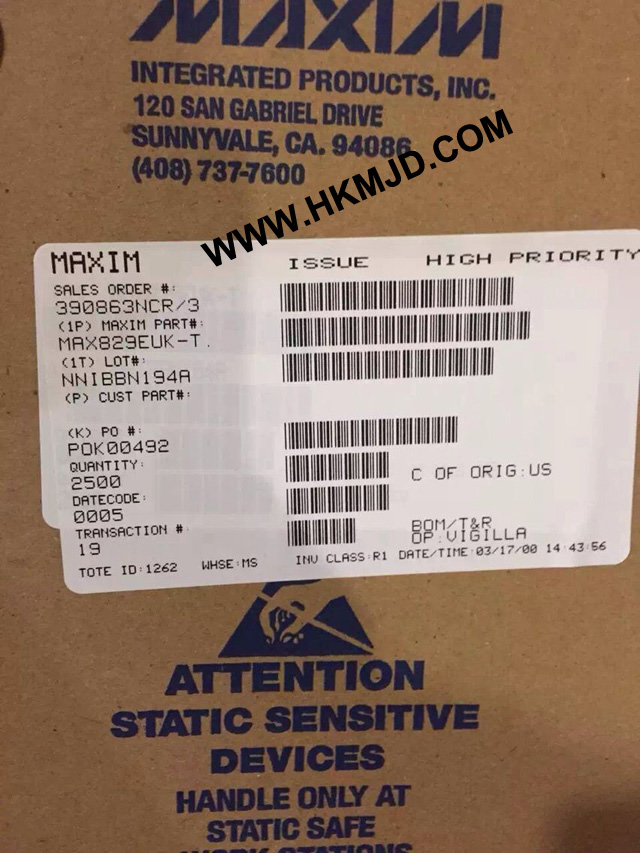 MAXIM
INTEGRATED PRODUCTS, INC.
120 SAN GABRIEL DRIVE
SUNNYVALE, CA. 94086
(408) 737-7600
WWW.HKMJD.COM
MAXIM ISSUE HIGH PRIORITY
SALES ORDER #:
390863NCR/3
(1P) MAXIM PART#:
MAX829EUK-T.
(1T) LOT#:
NNIBBN194A
(P) CUST PART#:
(K) PO #:
POK00492
QUANTITY:
2500
C OF ORIG:US
DATECODE:
0005
TRANSACTION #:
19
BOM/T&R
OP:VIGILLA
TOTE ID:1262 WHSE:MS INV CLASS:R1 DATE/TIME:03/17/00 14:43:56
ATTENTION
STATIC SENSITIVE
DEVICES
HANDLE ONLY AT
STATIC SAFE
WORK STATIONS